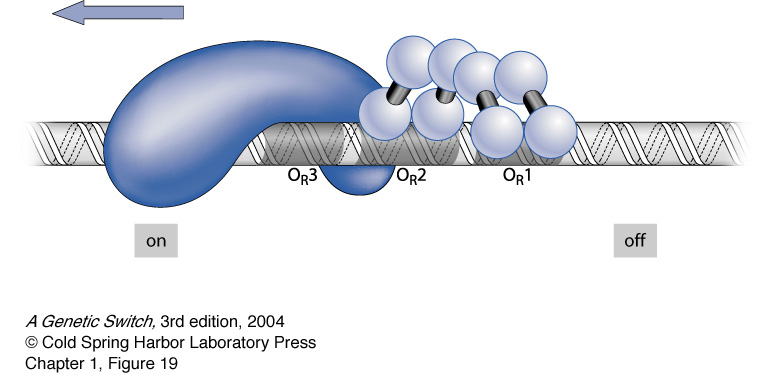 OR3 OR2 OR1
on off
A Genetic Switch, 3rd edition, 2004
© Cold Spring Harbor Laboratory Press
Chapter 1, Figure 19